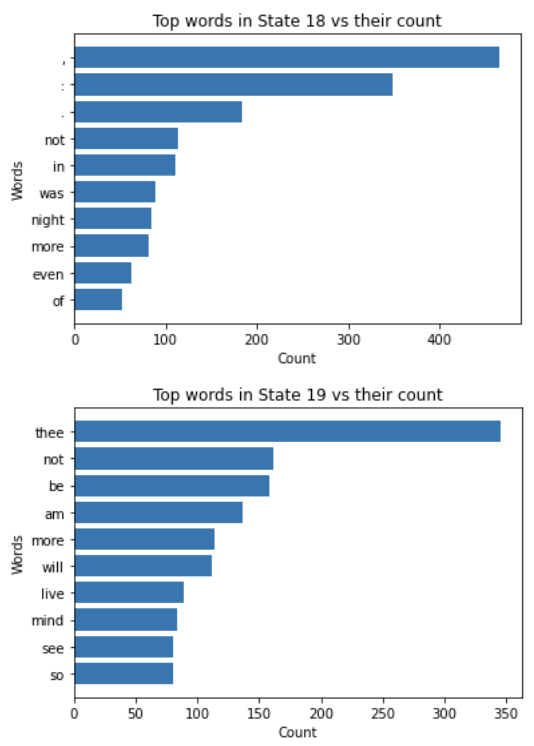 Top words in State 18 vs their count
,
:
.
not
in
was
night
more
even
of
Words
0 100 200 300 400
Count
Top words in State 19 vs their count
thee
not
be
am
more
will
live
mind
see
so
Words
0 50 100 150 200 250 300 350
Count